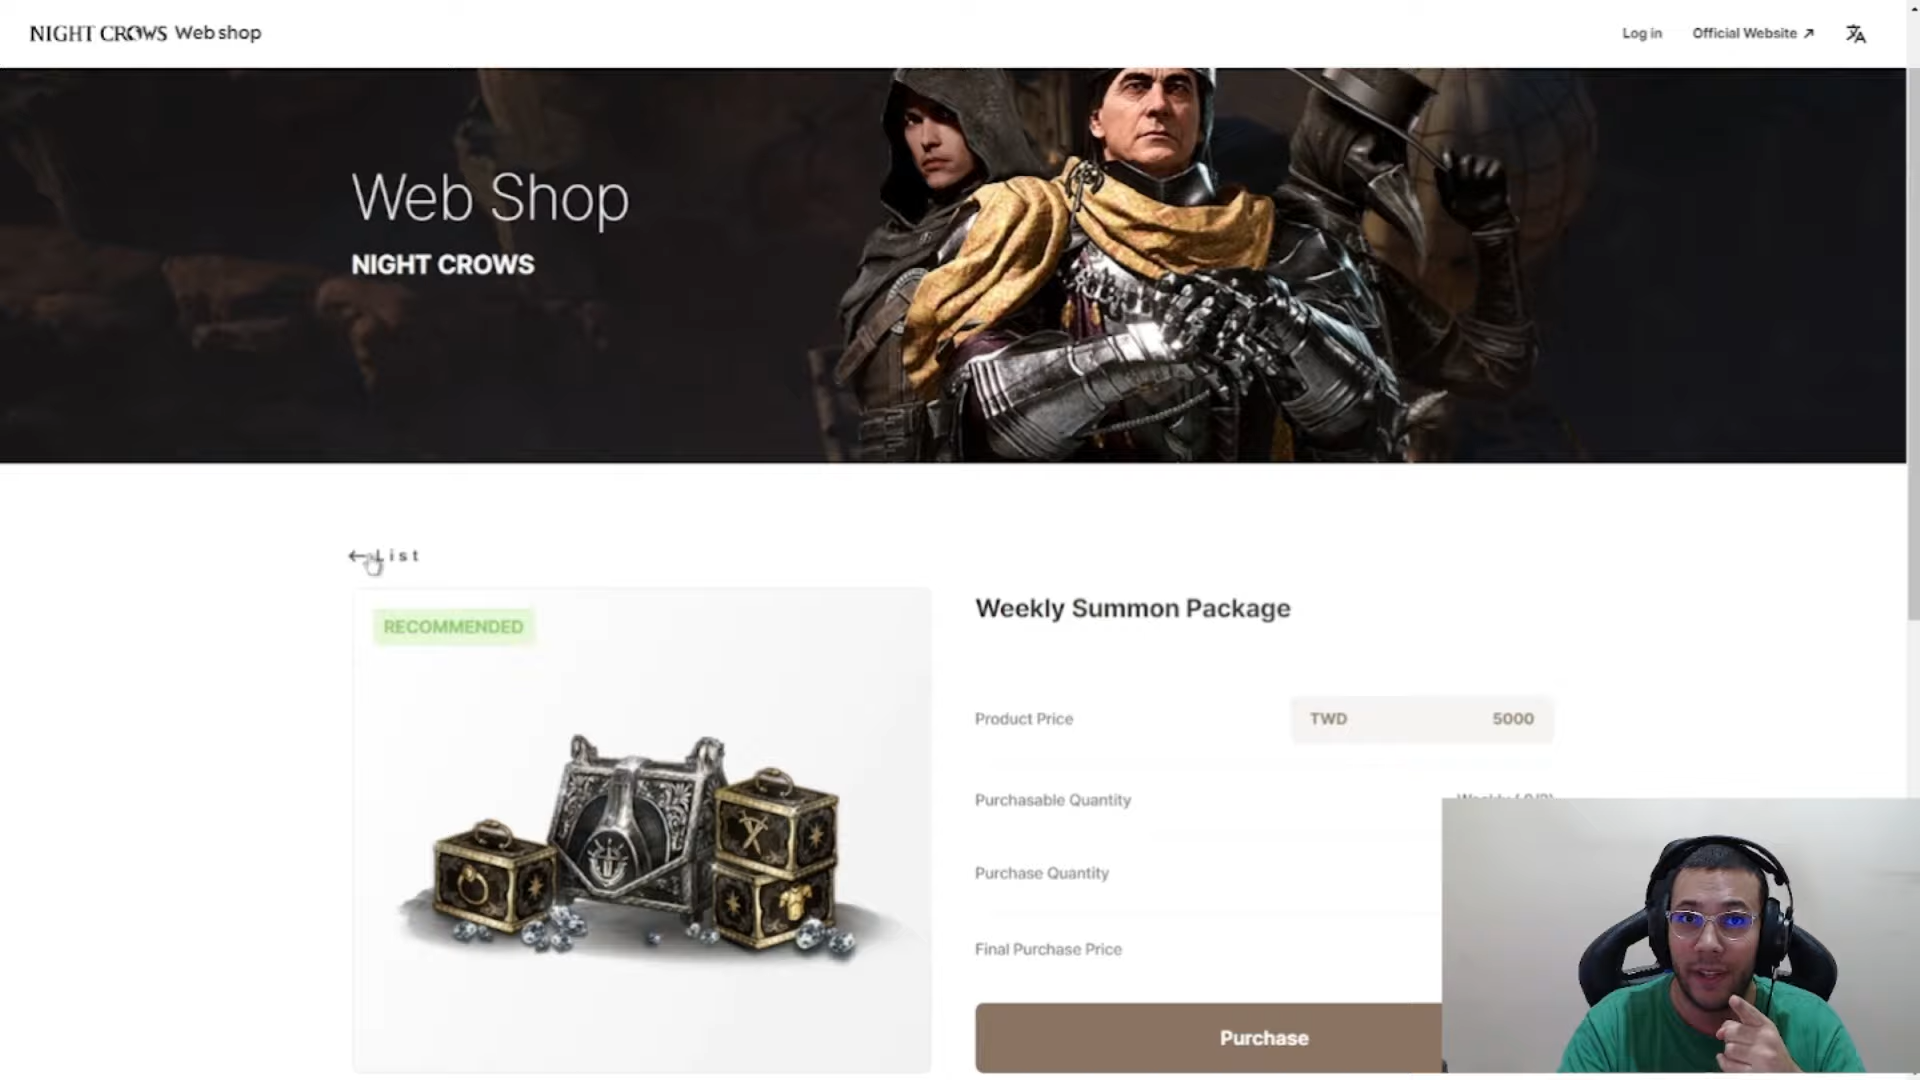 NIGHT CROWS Web shop
Log in
Official Website
Web Shop
NIGHT CROWS
List
RECOMMENDED
Weekly Summon Package
Product Price
TWD 5000
Purchasable Quantity
Purchase Quantity
Final Purchase Price
Purchase